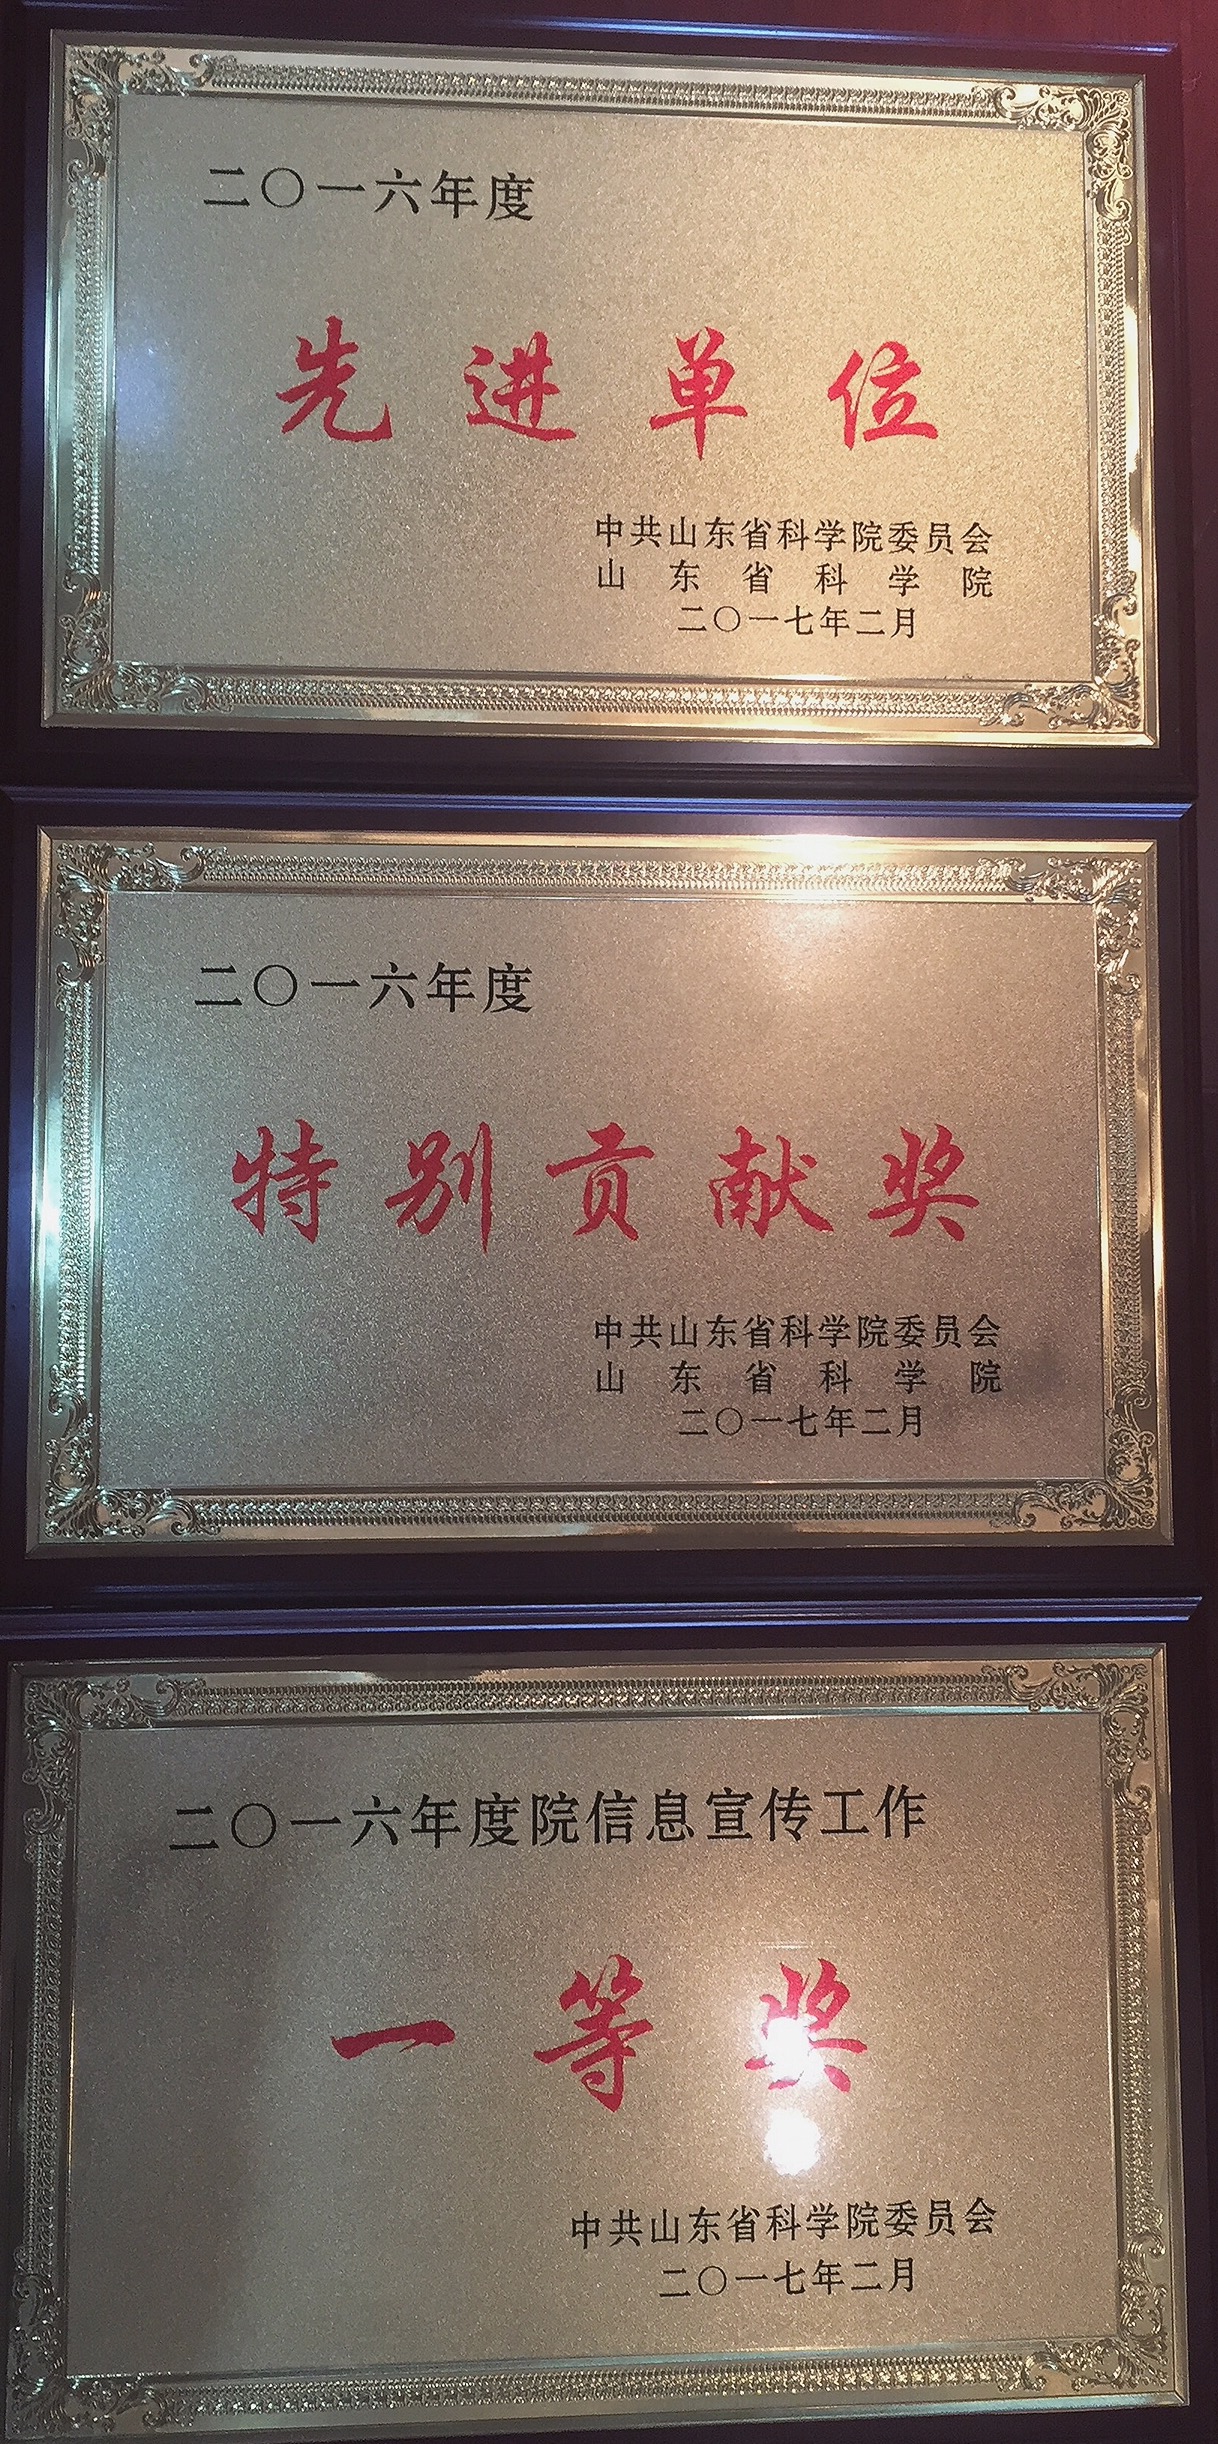 二〇一六年度
先进单位
中共山东省科学院委员会
山东省科学院
二〇一七年二月
二〇一六年度
特别贡献奖
中共山东省科学院委员会
山东省科学院
二〇一七年二月
二〇一六年度院信息宣传工作
一等奖
中共山东省科学院委员会
二〇一七年二月